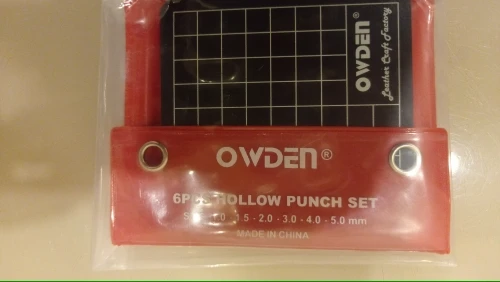 OWDEN
Leather Craft Factory
OWDEN®
HOLLOW PUNCH SET
.5 - 2.0 - 3.0 - 4.0 - 5.0 mm
MADE IN CHINA